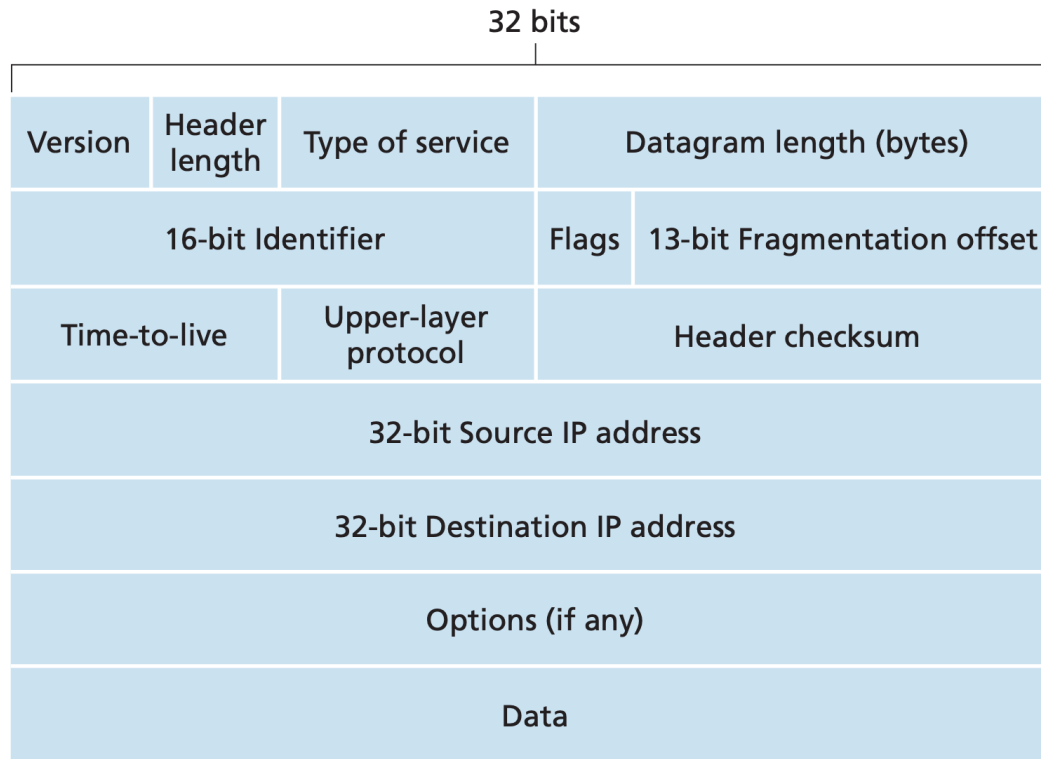 32 bits
Version
Header
length
Type of service
Datagram length (bytes)
16-bit Identifier
Flags
13-bit Fragmentation offset
Time-to-live
Upper-layer
protocol
Header checksum
32-bit Source IP address
32-bit Destination IP address
Options (if any)
Data